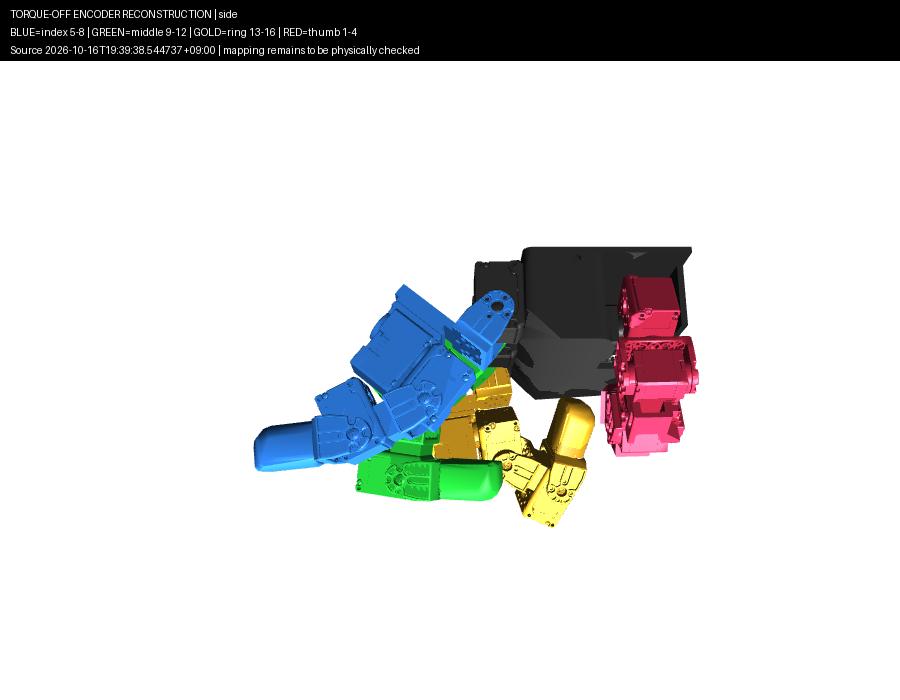 TORQUE-OFF ENCODER RECONSTRUCTION | side
BLUE=index 5-8 | GREEN=middle 9-12 | GOLD=ring 13-16 | RED=thumb 1-4
Source 2026-10-16T19:39:38.544737+09:00 | mapping remains to be physically checked